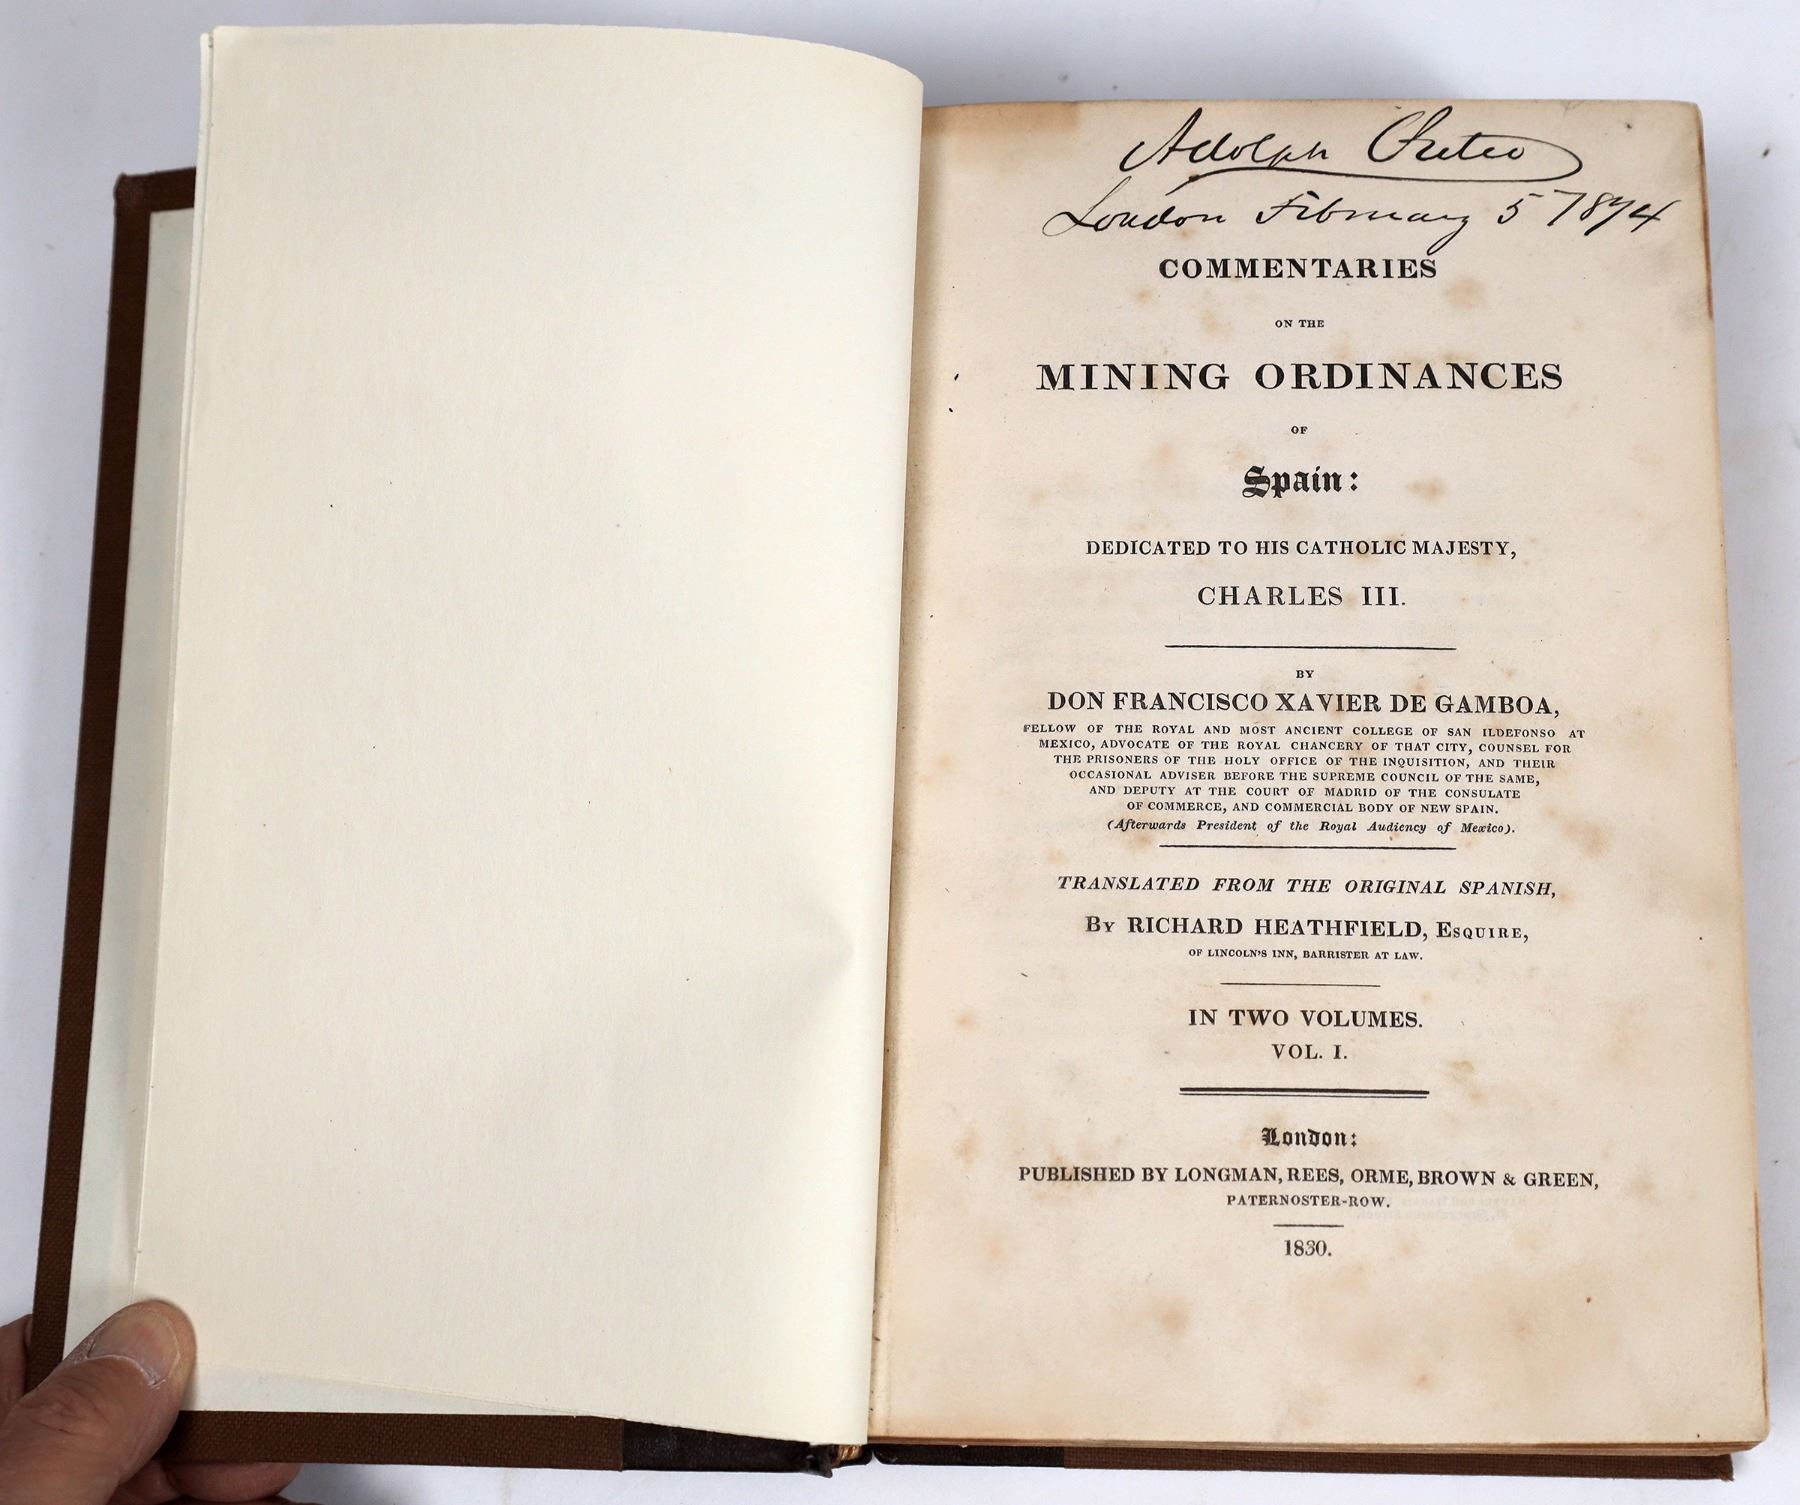 Adolph
London February 5 1874
COMMENTARIES
ON THE
MINING ORDINANCES
OF
Spain:
DEDICATED TO HIS CATHOLIC MAJESTY,
CHARLES III.
BY
DON FRANCISCO XAVIER DE GAMBOA,
FELLOW OF THE ROYAL AND MOST ANCIENT COLLEGE OF SAN ILDEFONSO AT
MEXICO, ADVOCATE OF THE ROYAL CHANCERY OF THAT CITY, COUNSEL FOR
THE PRISONERS OF THE HOLY OFFICE OF THE INQUISITION, AND THEIR
OCCASIONAL ADVISER BEFORE THE SUPREME COUNCIL OF THE SAME,
AND DEPUTY AT THE COURT OF MADRID OF THE CONSULATE
OF COMMERCE, AND COMMERCIAL BODY OF NEW SPAIN.
(Afterwards President of the Royal Audiency of Mexico).
TRANSLATED FROM THE ORIGINAL SPANISH,
BY RICHARD HEATHFIELD, ESQUIRE,
OF LINCOLN'S INN, BARRISTER AT LAW.
IN TWO VOLUMES.
VOL. I.
London:
PUBLISHED BY LONGMAN, REES, ORME, BROWN & GREEN,
PATERNOSTER-ROW.
1830.